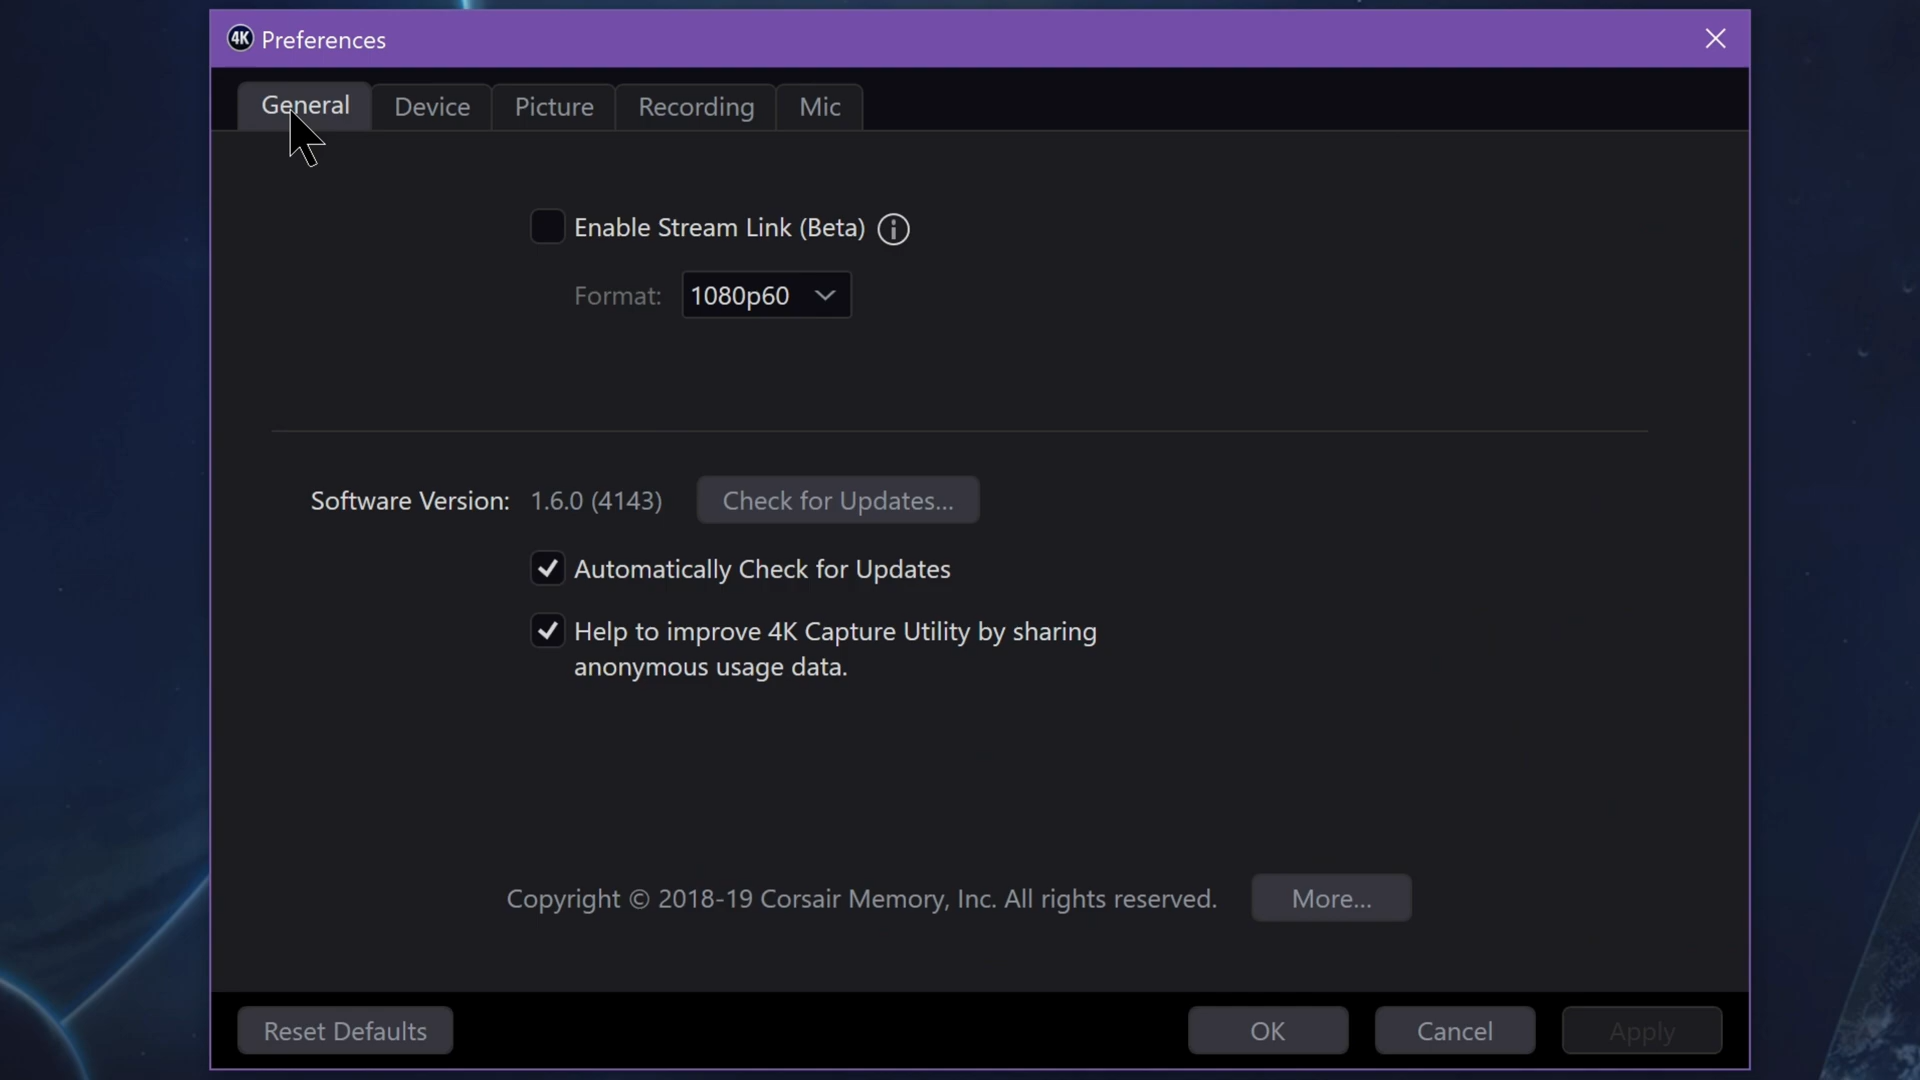 4K Preferences
General Device Picture Recording Mic
Enable Stream Link (Beta) i
Format: 1080p60
Software Version: 1.6.0 (4143) Check for Updates...
Automatically Check for Updates
Help to improve 4K Capture Utility by sharing
anonymous usage data.
Copyright © 2018-19 Corsair Memory, Inc. All rights reserved. More...
Reset Defaults OK Cancel Apply